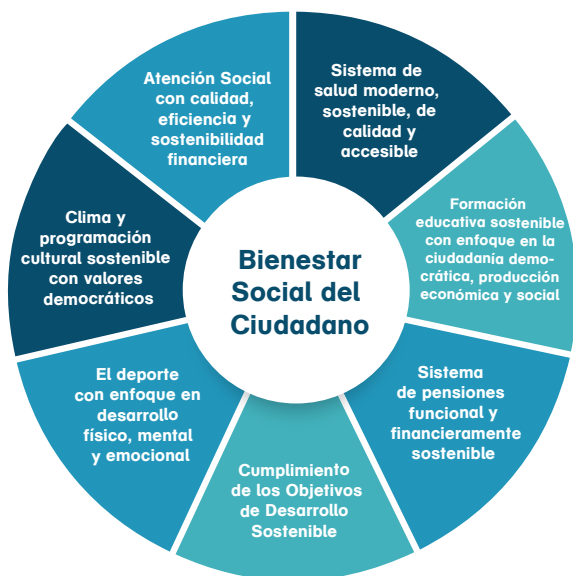 Atención Social
con calidad,
eficiencia y
sostenibilidad
financiera
Sistema de
salud moderno,
sostenible, de
calidad y
accesible
Formación
educativa sostenible
con enfoque en la
ciudadanía demo-
crática, producción
económica y social
Sistema
de pensiones
funcional y
financieramente
sostenible
Cumplimiento
de los Objetivos
de Desarrollo
Sostenible
El deporte
con enfoque en
desarrollo
físico, mental
y emocional
Clima y
programación
cultural sostenible
con valores
democráticos
Bienestar
Social del
Ciudadano